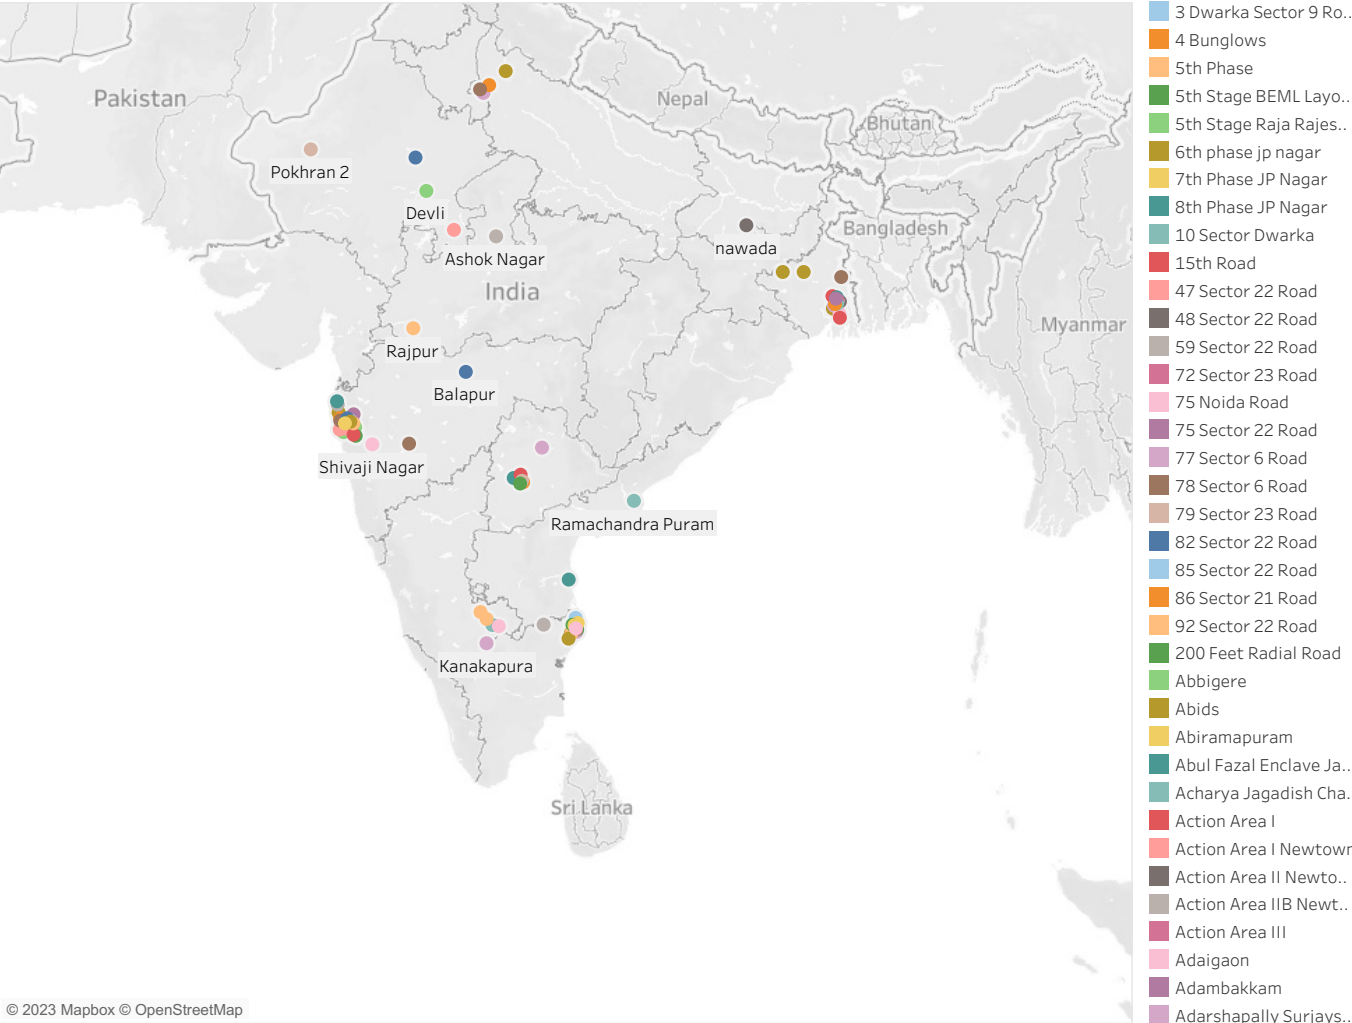 Pakistan
Nepal
Bhutan
Pokhran 2
Devli
Bangladesh
nawada
Ashok Nagar
India
Myanmar
Rajpur
Balapur
Shivaji Nagar
Ramachandra Puram
Kanakapura
Sri Lanka
© 2023 Mapbox © OpenStreetMap
3 Dwarka Sector 9 Ro..
4 Bunglows
5th Phase
5th Stage BEML Layo..
5th Stage Raja Rajes..
6th phase jp nagar
7th Phase JP Nagar
8th Phase JP Nagar
10 Sector Dwarka
15th Road
47 Sector 22 Road
48 Sector 22 Road
59 Sector 22 Road
72 Sector 23 Road
75 Noida Road
75 Sector 22 Road
77 Sector 6 Road
78 Sector 6 Road
79 Sector 23 Road
82 Sector 22 Road
85 Sector 22 Road
86 Sector 21 Road
92 Sector 22 Road
200 Feet Radial Road
Abbigere
Abids
Abiramapuram
Abul Fazal Enclave Ja..
Acharya Jagadish Cha..
Action Area I
Action Area I Newtown
Action Area II Newto..
Action Area IIB Newt..
Action Area III
Adaigaon
Adambakkam
Adarshapally Surjays..